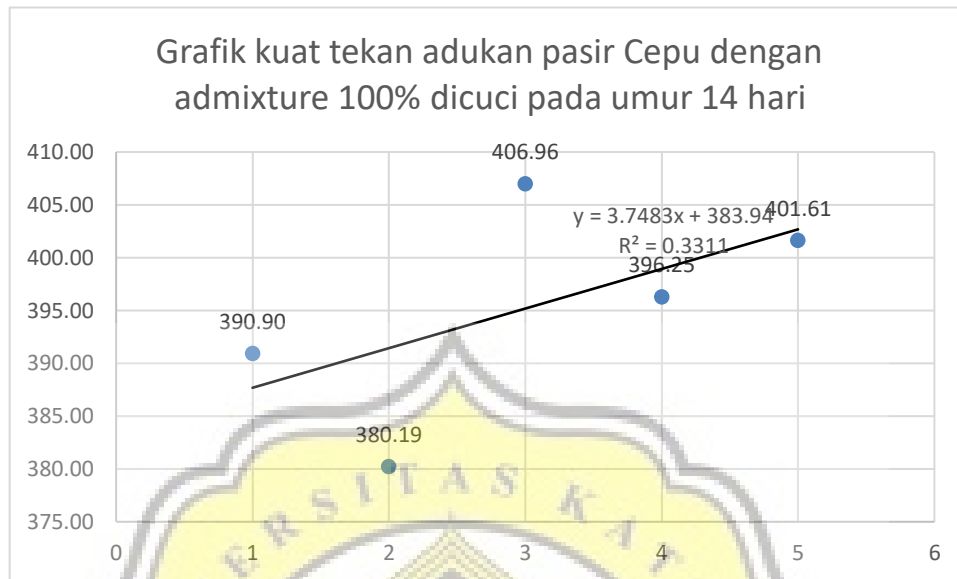 Grafik kuat tekan adukan pasir Cepu dengan
admixture 100% dicuci pada umur 14 hari
410.00
405.00
400.00
395.00
390.00
385.00
380.00
375.00
390.90
380.19
406.96
396.25
401.61
y = 3.7483x + 383.94
R² = 0.3311
0 1 2 3 4 5 6
ERSITAS KAT